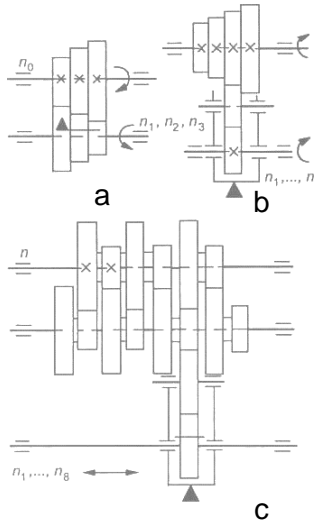 n₀
n₁, n₂, n₃
a
n₁,..., n
b
n
n₁,..., n₈
c